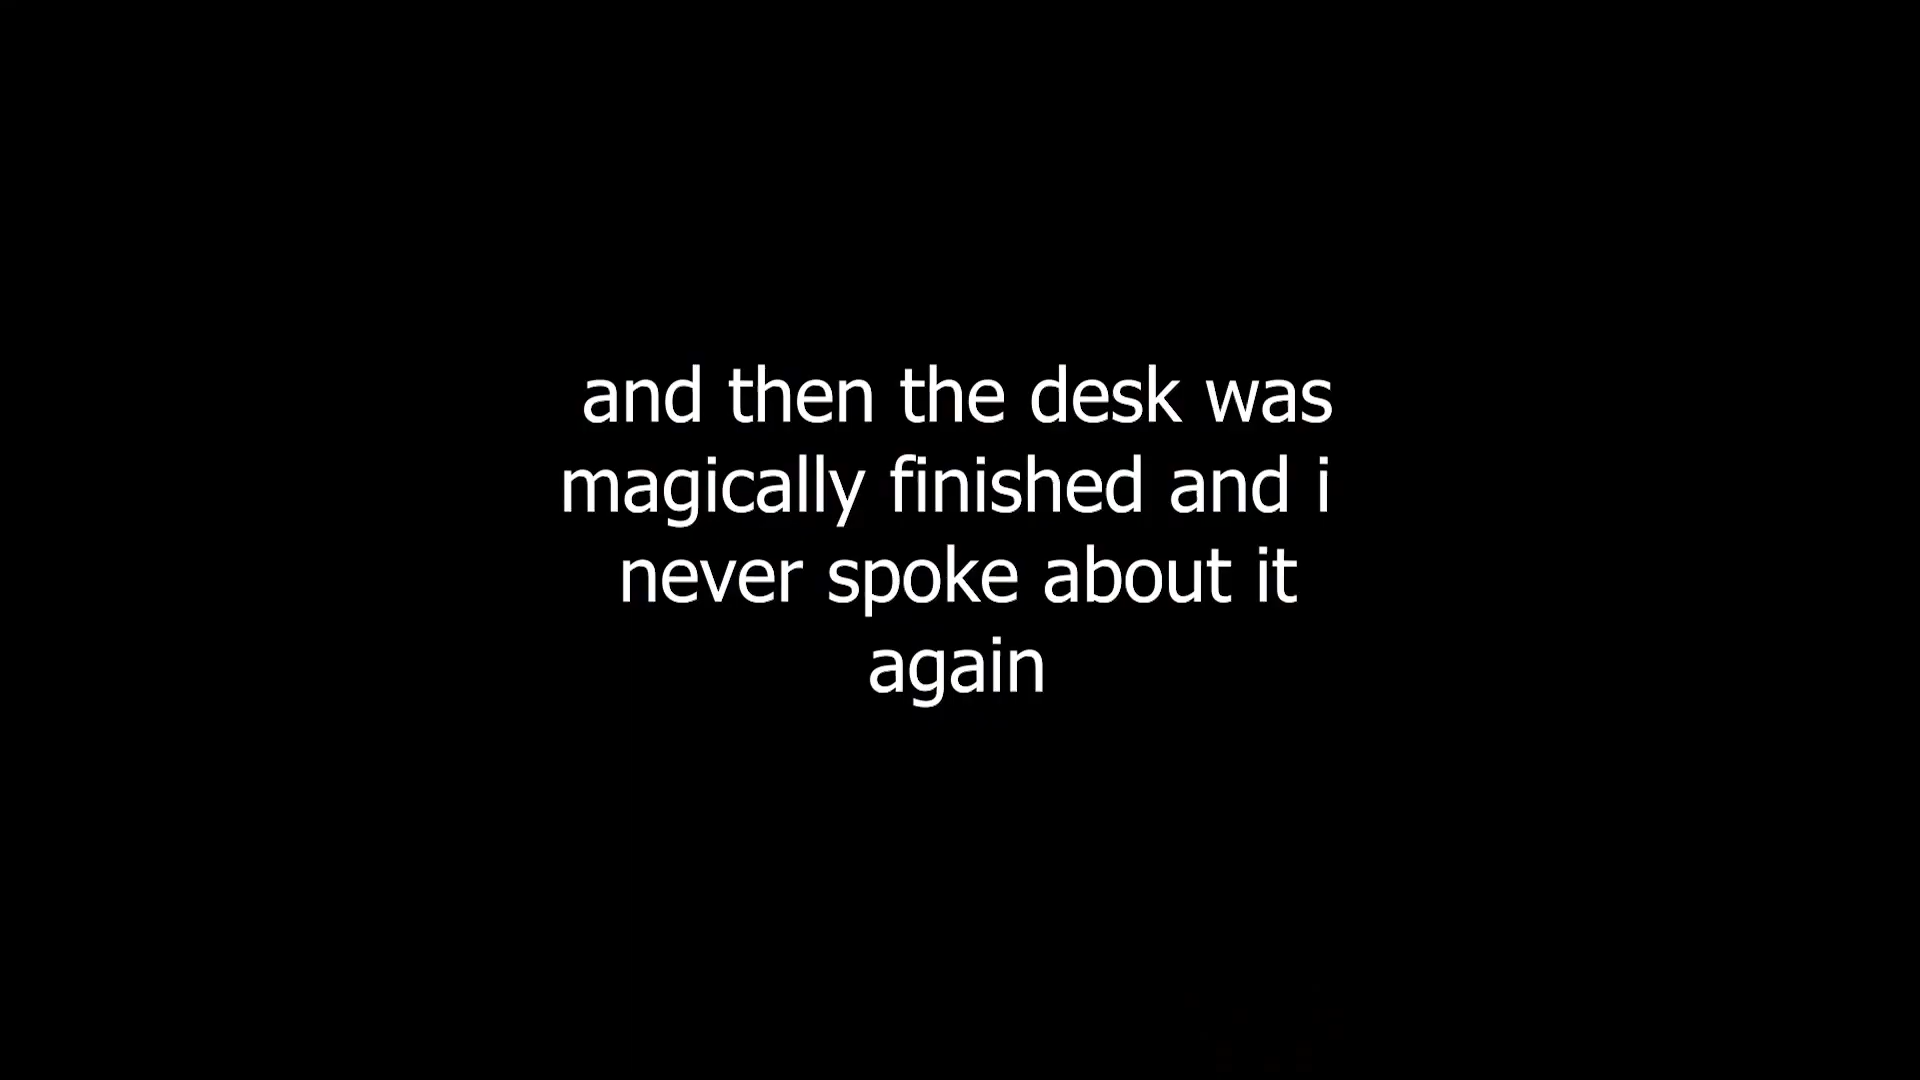 and then the desk was
magically finished and i
never spoke about it
again